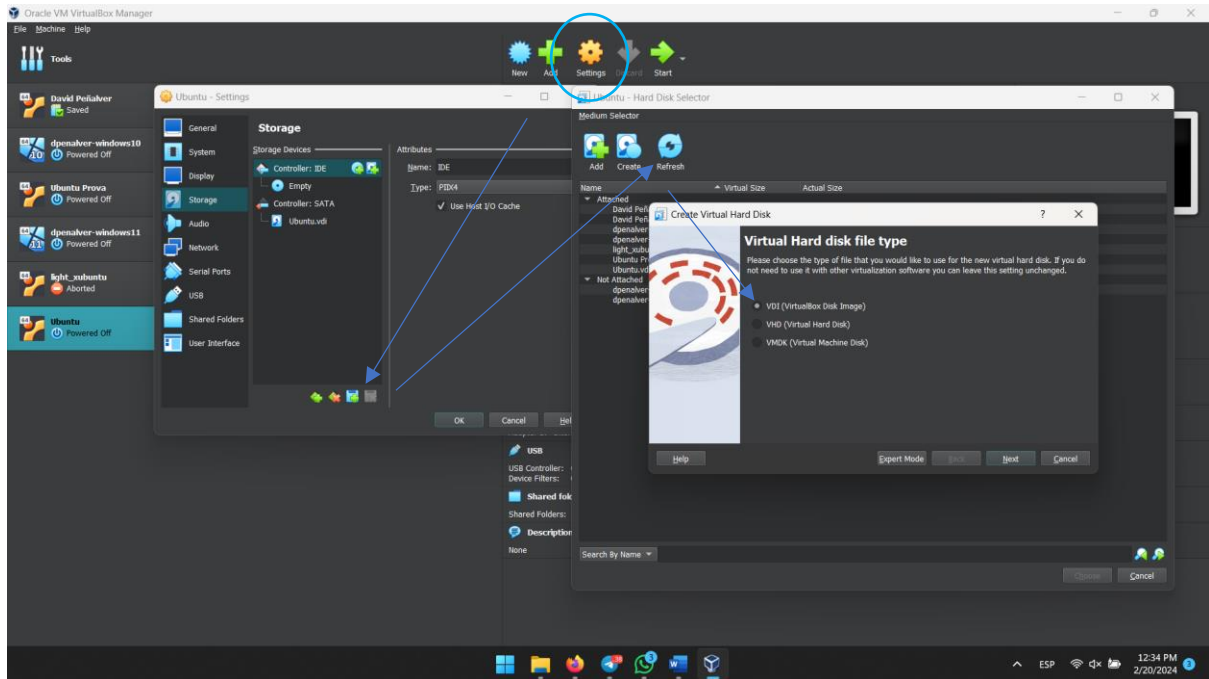 Oracle VM VirtualBox Manager
File Machine Help
Tools
New Add Settings Discard Start
David Peñalver
Saved
dpenalver-windows10
Powered Off
Ubuntu Prova
Powered Off
dpenalver-windows11
Powered Off
light_xubuntu
Aborted
Ubuntu
Powered Off
Ubuntu - Settings
General
System
Display
Storage
Audio
Network
Serial Ports
USB
Shared Folders
User Interface
Storage
Storage Devices
Controller: IDE
Empty
Controller: SATA
Ubuntu.vdi
Attributes
Name: IDE
Type: PIIX4
Use Host I/O Cache
OK Cancel
USB
USB Controller:
Device Filters:
Shared
Shared Folders:
Description
None
Ubuntu - Hard Disk Selector
Medium Selector
Add Create Refresh
Name Virtual Size Actual Size
Attached
David
David
Ubuntu
Not Attached
Create Virtual Hard Disk
Virtual Hard disk file type
Please choose the type of file that you would like to use for the new virtual hard disk. If you do
not need to use it with other virtualization software you can leave this setting unchanged.
VDI (VirtualBox Disk Image)
VHD (Virtual Hard Disk)
VMDK (Virtual Machine Disk)
Help Expert Mode Back Next Cancel
Search By Name
Choose Cancel
ESP
12:34 PM
2/20/2024